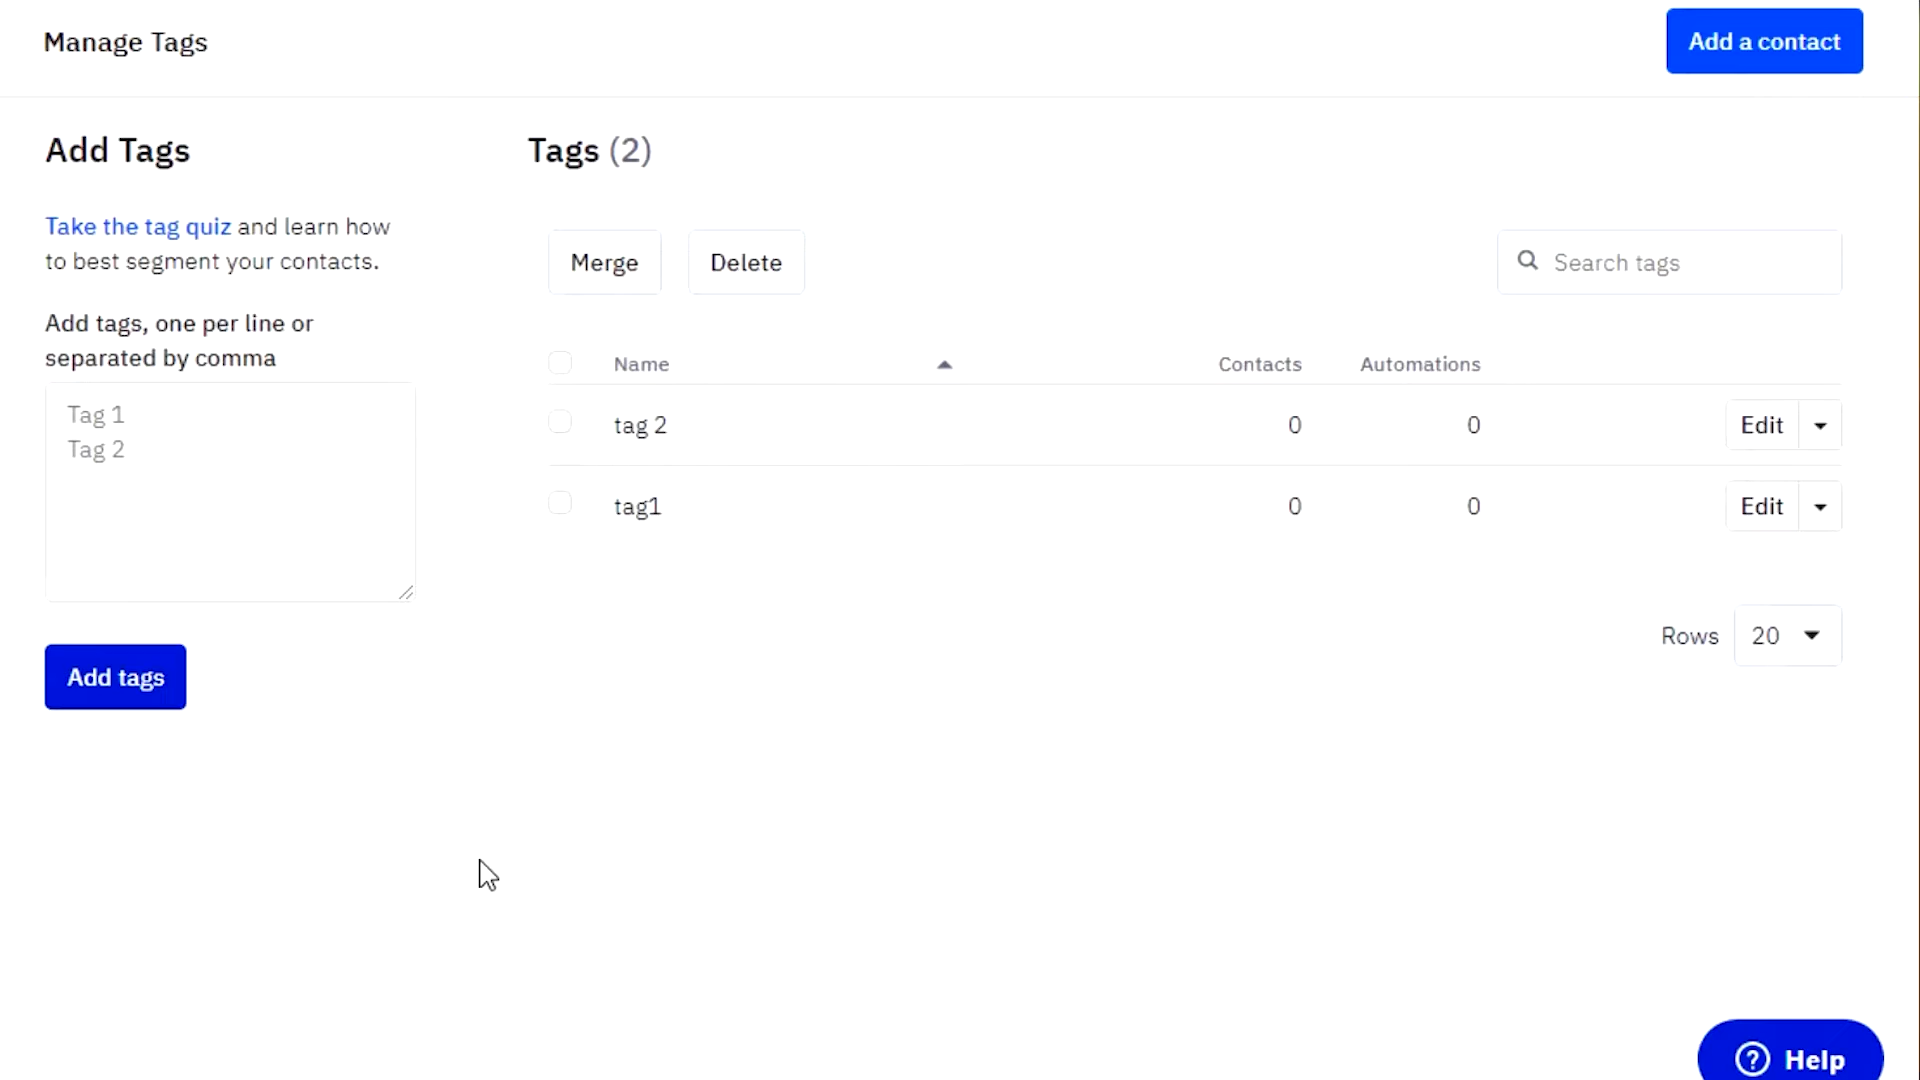 Manage Tags
Add a contact
Add Tags
Take the tag quiz and learn how
to best segment your contacts.
Add tags, one per line or
separated by comma
Tag 1
Tag 2
Add tags
Tags (2)
Merge
Delete
Search tags
Name
Contacts
Automations
tag 2
0
0
Edit
tag1
0
0
Edit
Rows
20
Help